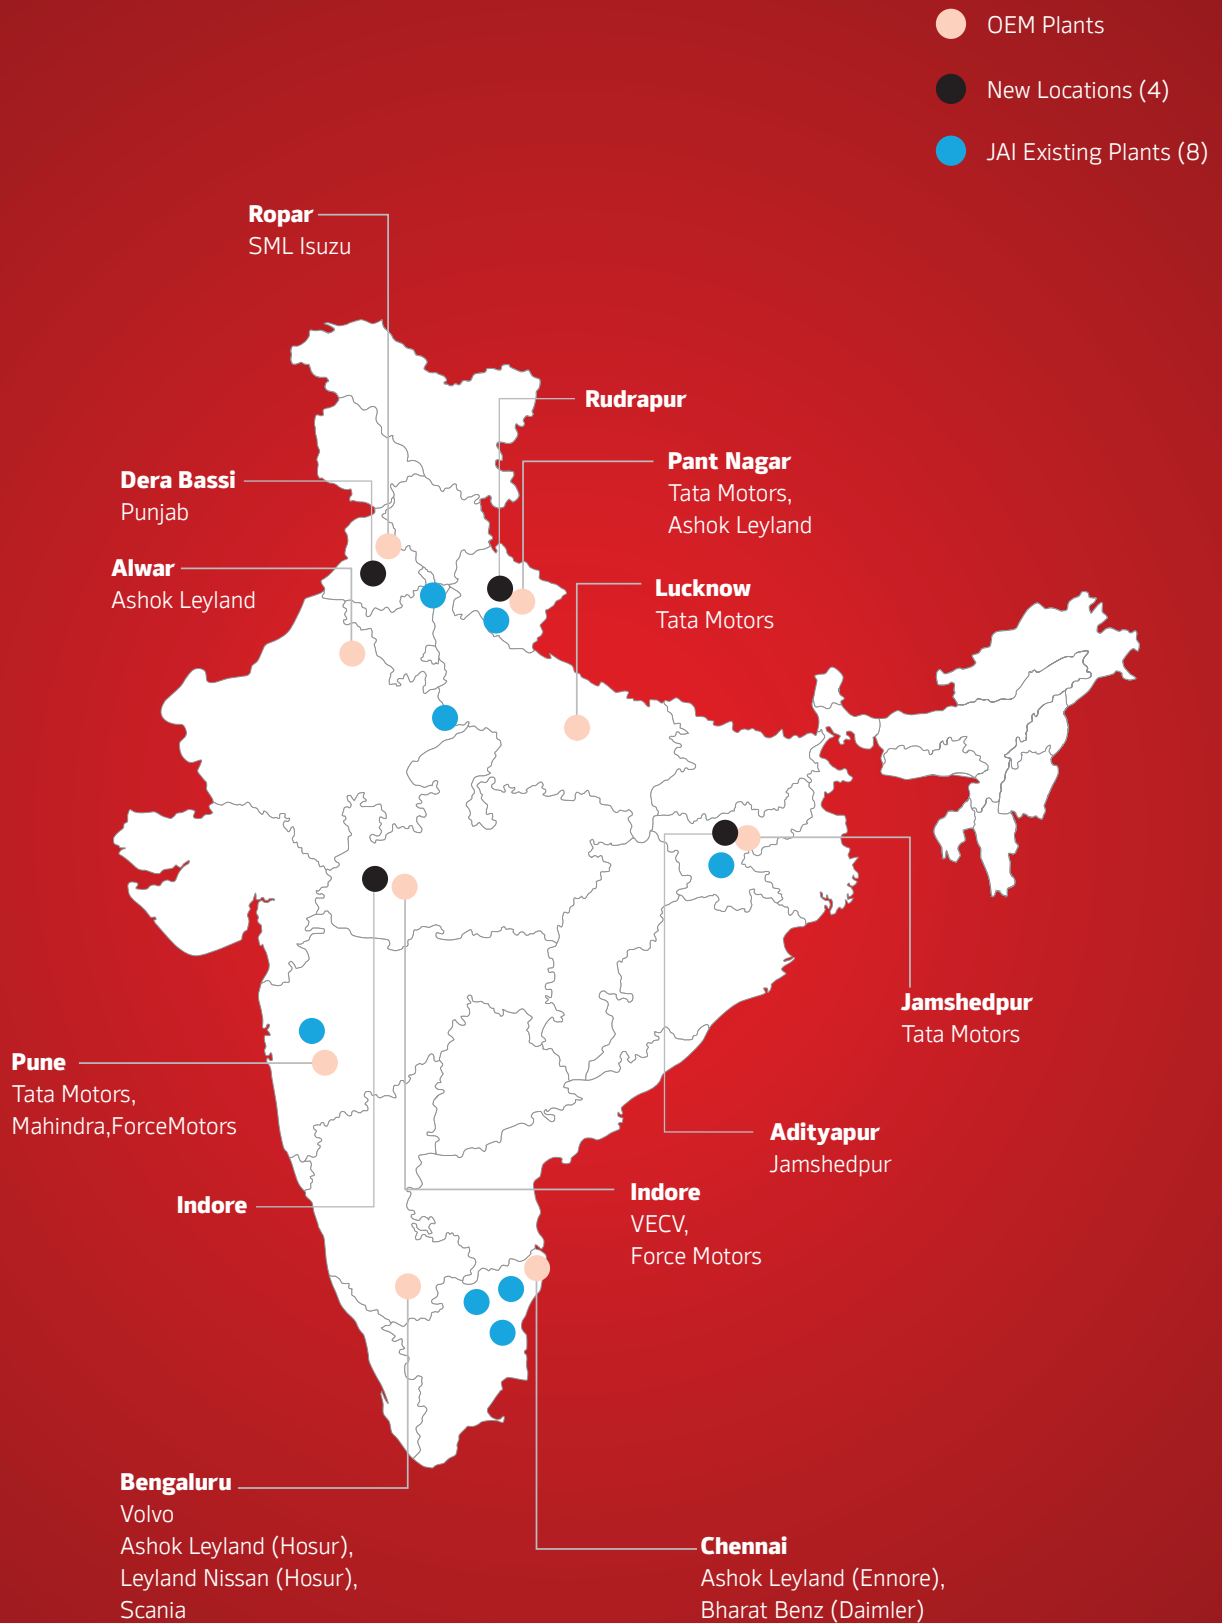 OEM Plants
New Locations (4)
JAI Existing Plants (8)
Ropar
SML Isuzu
Rudrapur
Pant Nagar
Tata Motors,
Ashok Leyland
Dera Bassi
Punjab
Alwar
Ashok Leyland
Lucknow
Tata Motors
Jamshedpur
Tata Motors
Pune
Tata Motors,
Mahindra,ForceMotors
Adityapur
Jamshedpur
Indore
Indore
VECV,
Force Motors
Bengaluru
Volvo
Ashok Leyland (Hosur),
Leyland Nissan (Hosur),
Scania
Chennai
Ashok Leyland (Ennore),
Bharat Benz (Daimler)